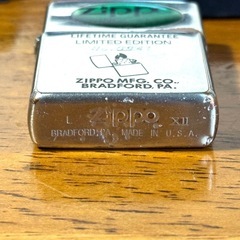 Zippo
LIFETIME GUARANTEE
LIMITED EDITION
ZIPPO MFG. CO..
BRADFORD, PA.
L Zippo XII
BRADFORD, PA. MADE IN U.S.A.